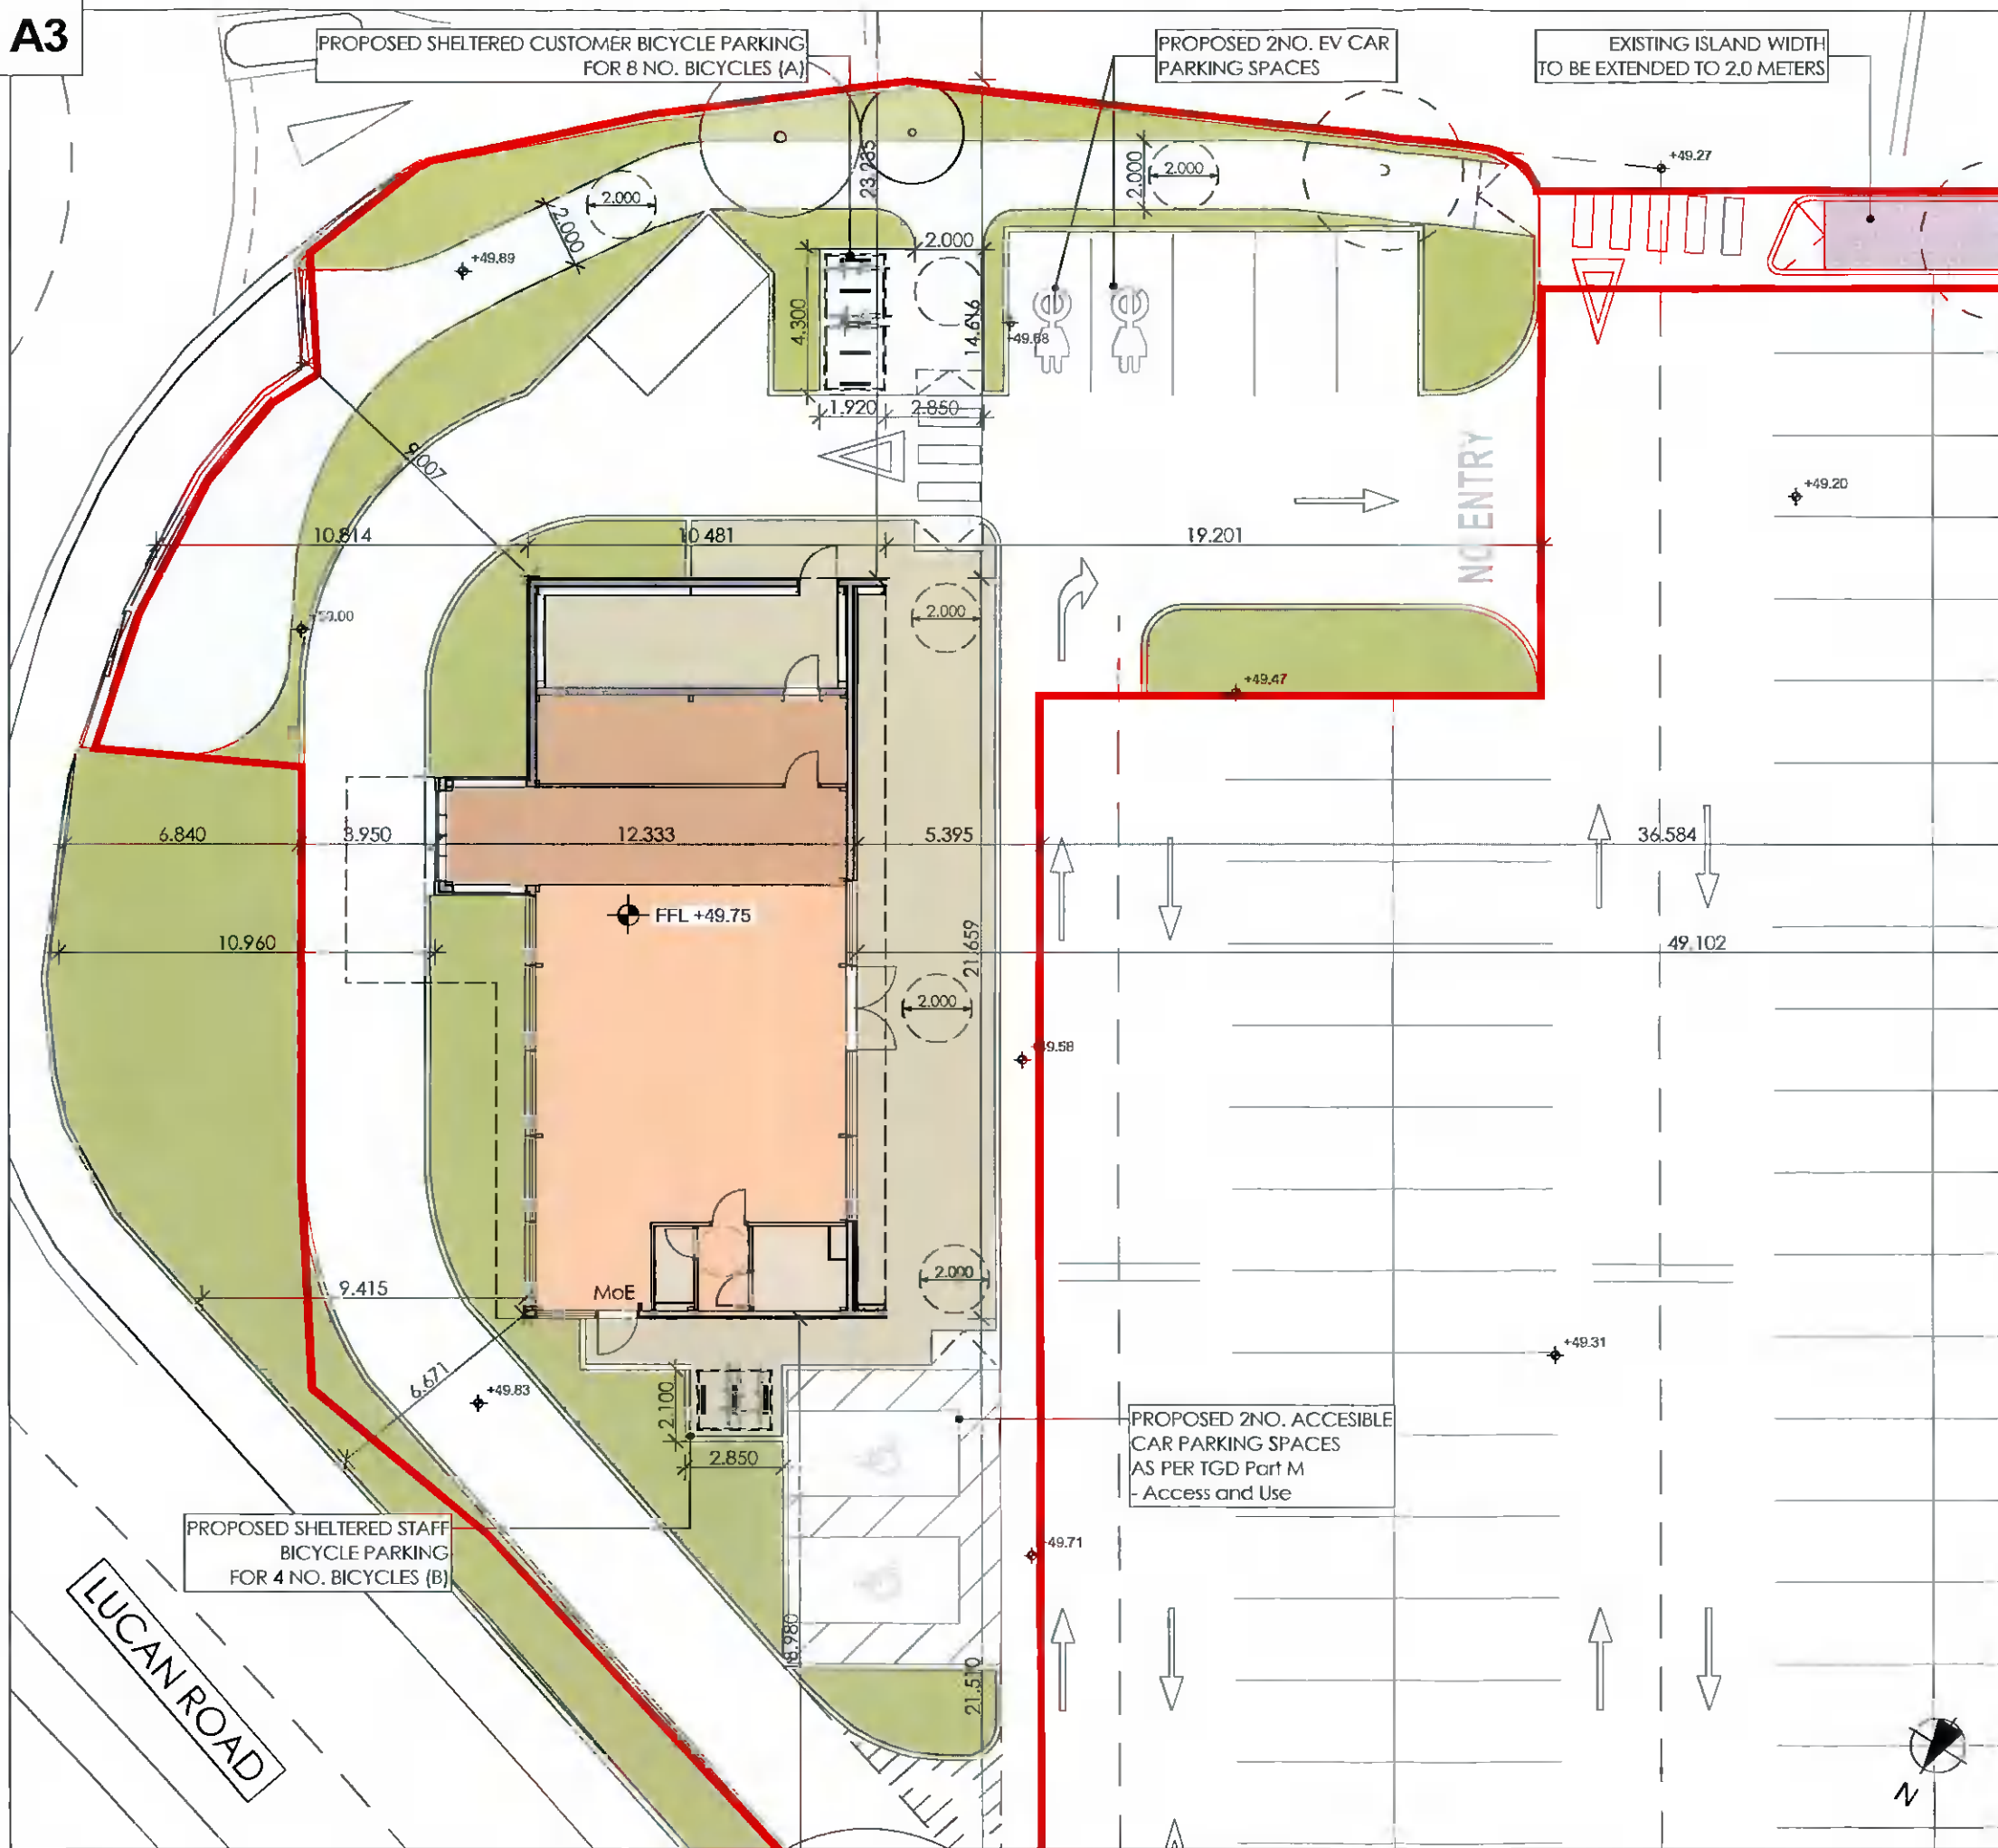 A3
PROPOSED SHELTERED CUSTOMER BICYCLE PARKING
FOR 8 NO. BICYCLES (A)
PROPOSED 2NO. EV CAR
PARKING SPACES
EXISTING ISLAND WIDTH
TO BE EXTENDED TO 2.0 METERS
+49.27
23.235
2.000
2.000
2.000
2.000
+49.89
2.000
4.300
14.616
+49.68
1.920
2.850
9.007
NO ENTRY
+49.20
10.814
10.481
19.201
2.000
+49.47
6.840
3.950
12.333
5.395
36.584
FFL +49.75
10.960
21.659
49.102
2.000
2.000
9.415
MoE
6.671
+49.83
+49.31
2.100
2.850
PROPOSED 2NO. ACCESIBLE
CAR PARKING SPACES
AS PER TGD Part M
- Access and Use
PROPOSED SHELTERED STAFF
BICYCLE PARKING
FOR 4 NO. BICYCLES (B)
LUCAN ROAD
21.510
N